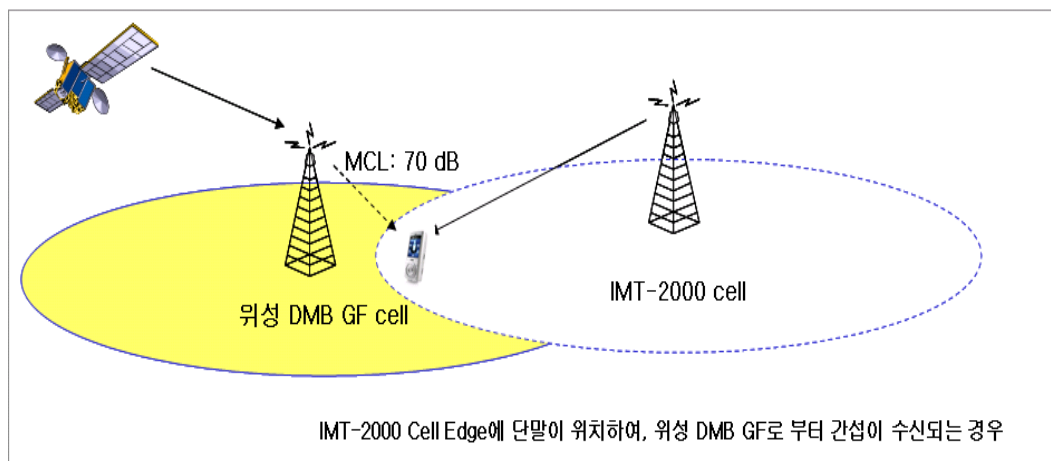 MCL: 70 dB
위성 DMB GF cell
IMT-2000 cell
IMT-2000 Cell Edge에 단말이 위치하여, 위성 DMB GF로 부터 간섭이 수신되는 경우